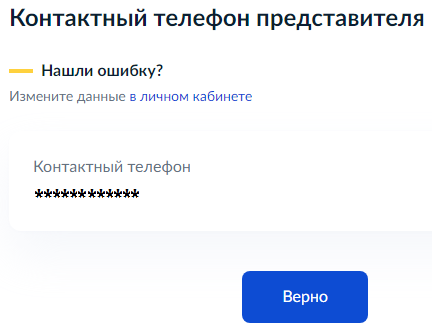 Контактный телефон представителя
Нашли ошибку?
Измените данные в личном кабинете
Контактный телефон
************
Верно